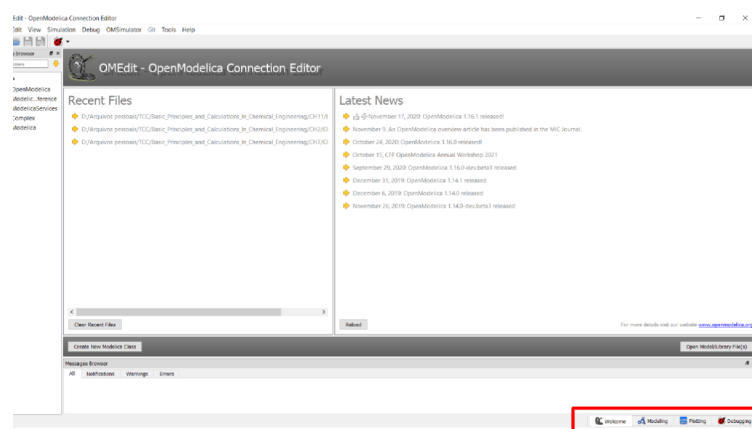 Edit - OpenModelica Connection Editor
Edit View Simulation Debug OMSimulator Git Tools Help
OMEdit - OpenModelica Connection Editor
OpenModelica
Modelic...ference
ModelicaServices
Complex
Modelica
Recent Files
D:/Arquivos pessoais/TCC/Basic_Principles_and_Calculations_in_Chemical_Engineering/CH11/
D:/Arquivos pessoais/TCC/Basic_Principles_and_Calculations_in_Chemical_Engineering/CH2/
D:/Arquivos pessoais/TCC/Basic_Principles_and_Calculations_in_Chemical_Engineering/
Latest News
November 17, 2020: OpenModelica 1.16.1 released!
November 9. An OpenModelica overview article has been published in the MIC Journal.
October 24, 2020: OpenModelica 1.16.0 released!
October 15, CFP OpenModelica Annual Workshop 2021
September 29, 2020: OpenModelica 1.16.0-dev.beta1 released!
December 31, 2019: OpenModelica 1.14.1 released!
December 6, 2019: OpenModelica 1.14.0 released!
November 26, 2019: OpenModelica 1.14.0-dev.beta1 released!
Clear Recent Files
Reload
For more details visit our website www.openmodelica.org
Create New Modelica Class
Open Model/Library File(s)
Messages Browser
All Notifications Warnings Errors
Welcome Modeling Plotting Debugging